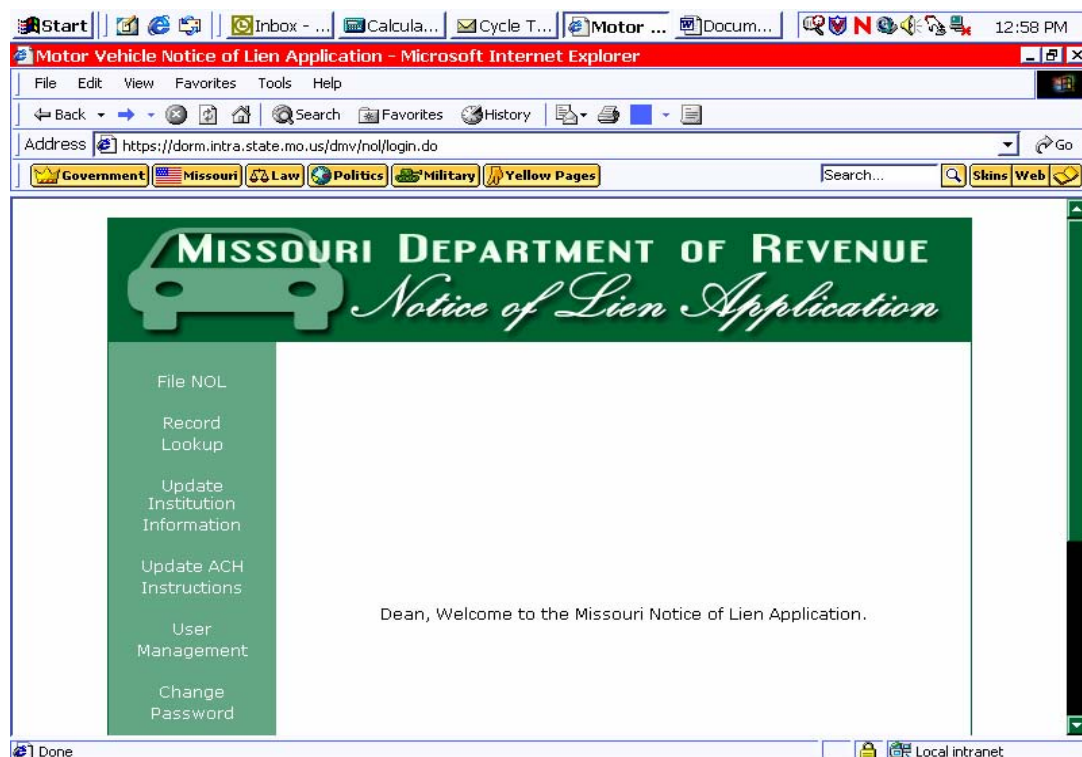 Start Inbox - ... Calcula... Cycle T... Motor ... Docum... 12:58 PM
Motor Vehicle Notice of Lien Application - Microsoft Internet Explorer
File Edit View Favorites Tools Help
Back Search Favorites History
Address https://dorm.intra.state.mo.us/dmv/nol/login.do Go
Government Missouri Law Politics Military Yellow Pages Search... Skins Web
MISSOURI DEPARTMENT OF REVENUE
Notice of Lien Application
File NOL
Record
Lookup
Update
Institution
Information
Update ACH
Instructions
User
Management
Change
Password
Dean, Welcome to the Missouri Notice of Lien Application.
Done Local intranet